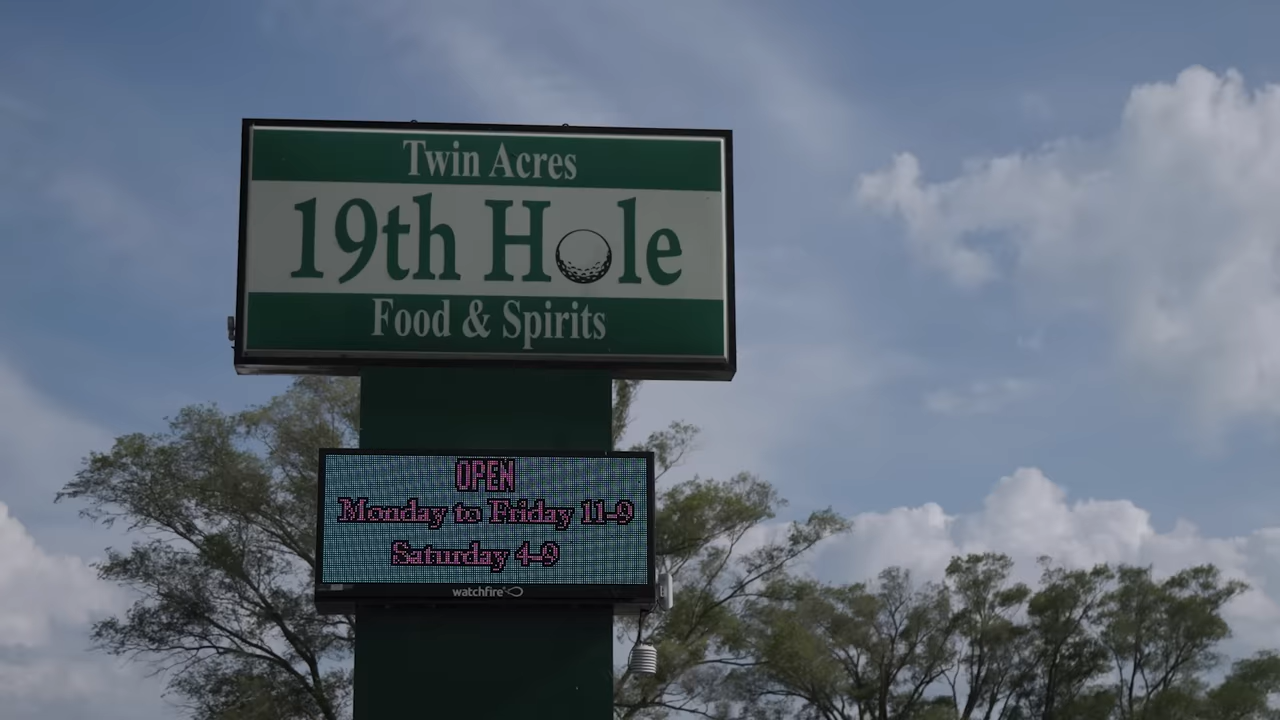 Twin Acres
19th Hole
Food & Spirits
OPEN
Monday to Friday 11-9
Saturday 4-9
watchfire